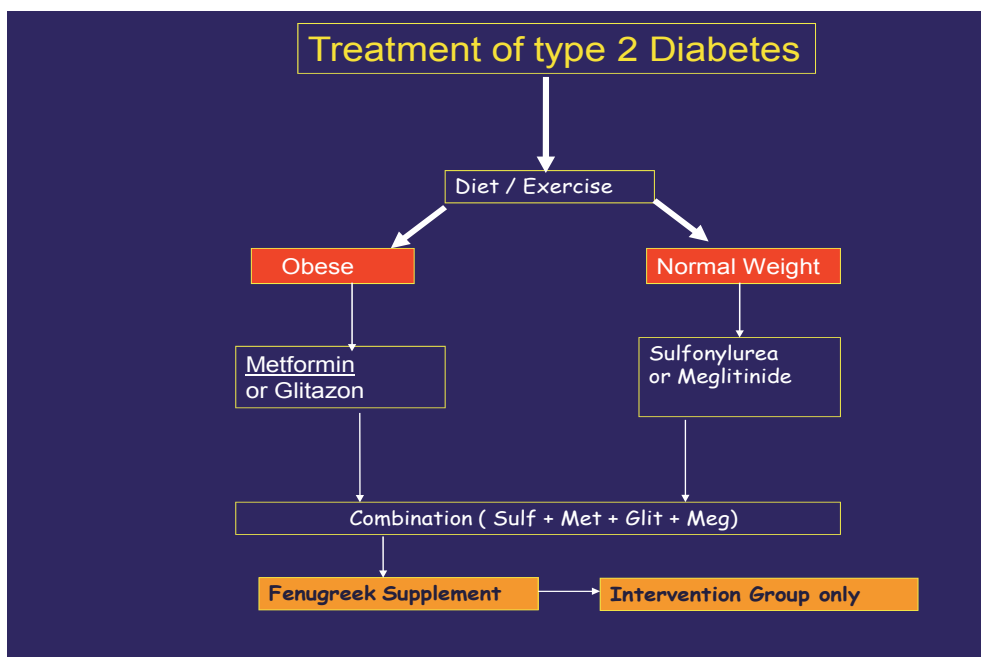 Treatment of type 2 Diabetes
Diet / Exercise
Obese
Normal Weight
Metformin
or Glitazon
Sulfonylurea
or Meglitinide
Combination ( Sulf + Met + Glit + Meg)
Fenugreek Supplement
Intervention Group only